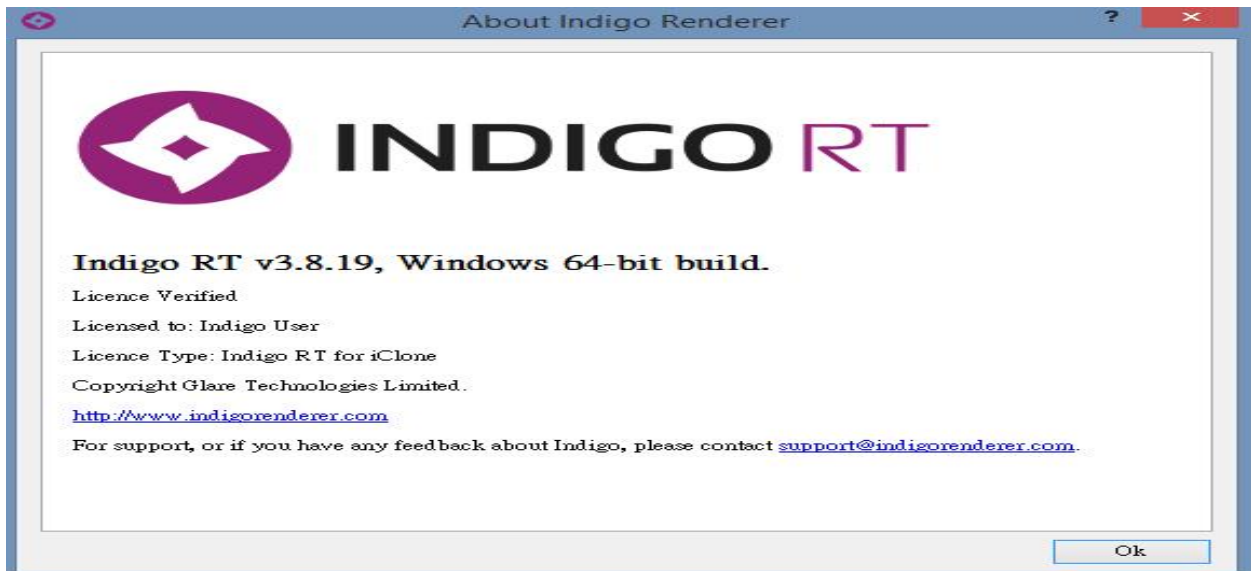 About Indigo Renderer ?
INDIGO RT
Indigo RT v3.8.19, Windows 64-bit build.
Licence Verified
Licensed to: Indigo User
Licence Type: Indigo RT for iClone
Copyright Glare Technologies Limited.
http://www.indigorenderer.com
For support, or if you have any feedback about Indigo, please contact support@indigorenderer.com.
Ok